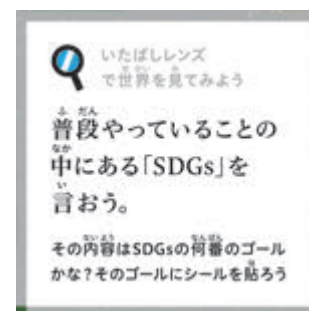 いたばしレンズ
で世界を見てみよう
普段やっていることの
中にある「SDGs」を
言おう。
その内容はSDGsの何番のゴール
かな?そのゴールにシールを貼ろう